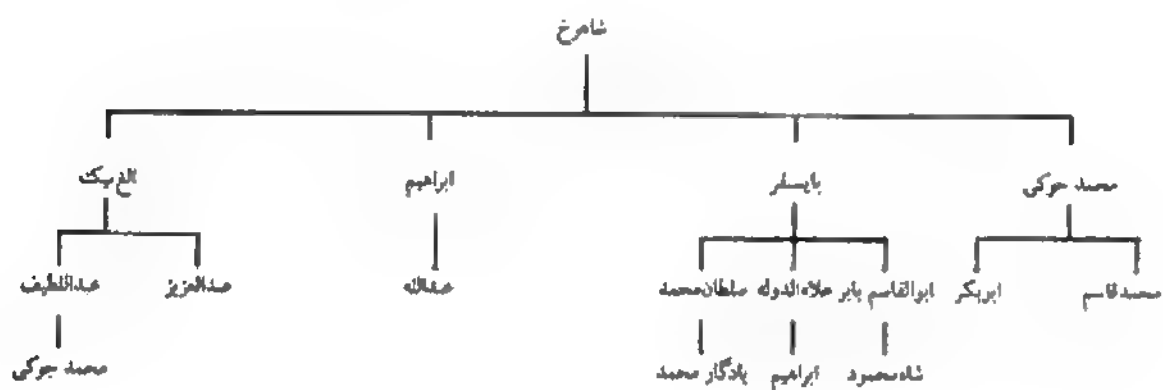 شاهرخ
محمد جوکی بایسنقر ابراهیم الغ‌بیک
محمدقاسم ابوبکر ابوالقاسم بابر علاءالدوله سلطان‌محمد عبدالله عبدالعزیز عبداللطیف
شاه‌محمود ابراهیم یادگار محمد محمد جوکی